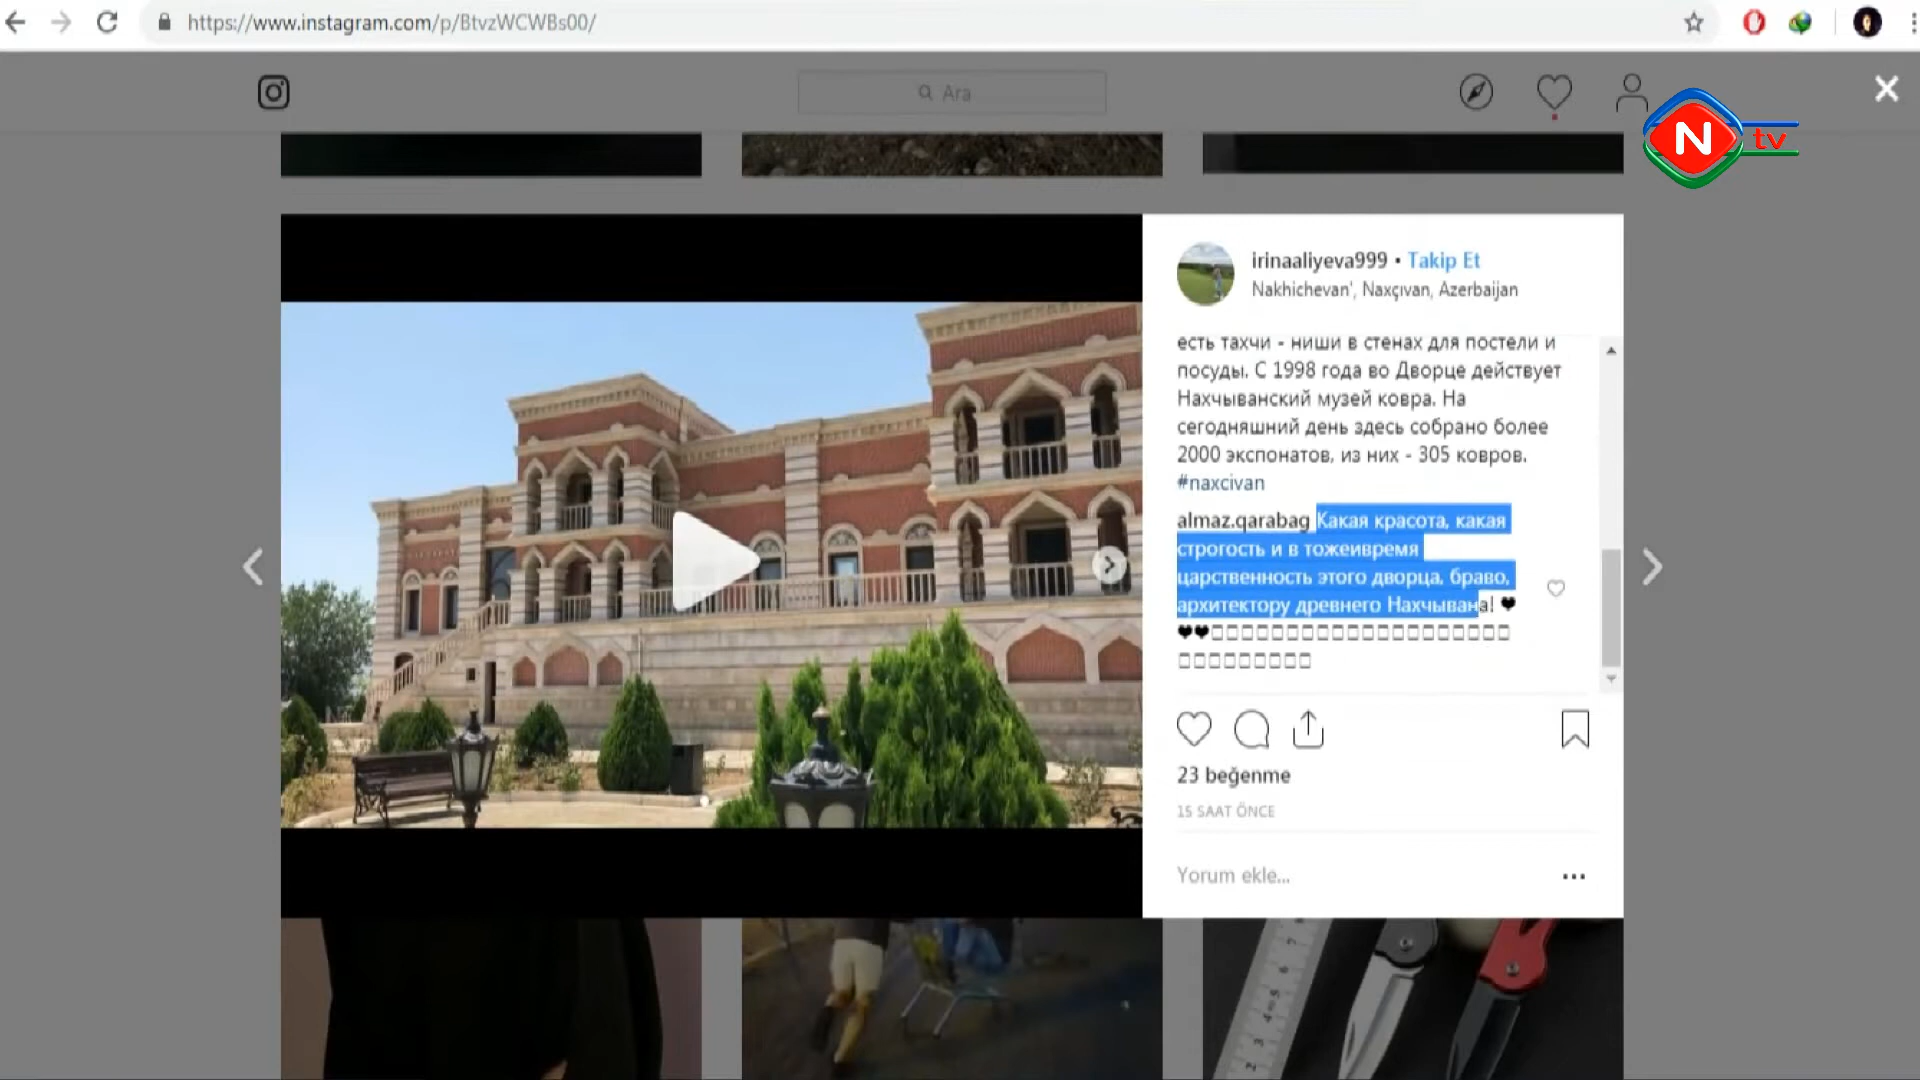 https://www.instagram.com/p/BtvzWCWBs00/
Ara
N tv
irinaaliyeva999 • Takip Et
Nakhichevan', Naxçıvan, Azerbaijan
есть тахчи - ниши в стенах для постели и
посуды. С 1998 года во Дворце действует
Нахчыванский музей ковра. На
сегодняшний день здесь собрано более
2000 экспонатов, из них - 305 ковров.
#naxcivan
almaz.qarabag Какая красота, какая
строгость и в тожеивремя
царственность этого дворца, браво,
архитектору древнего Нахчывана! ❤
❤❤
23 beğenme
15 SAAT ÖNCE
Yorum ekle...